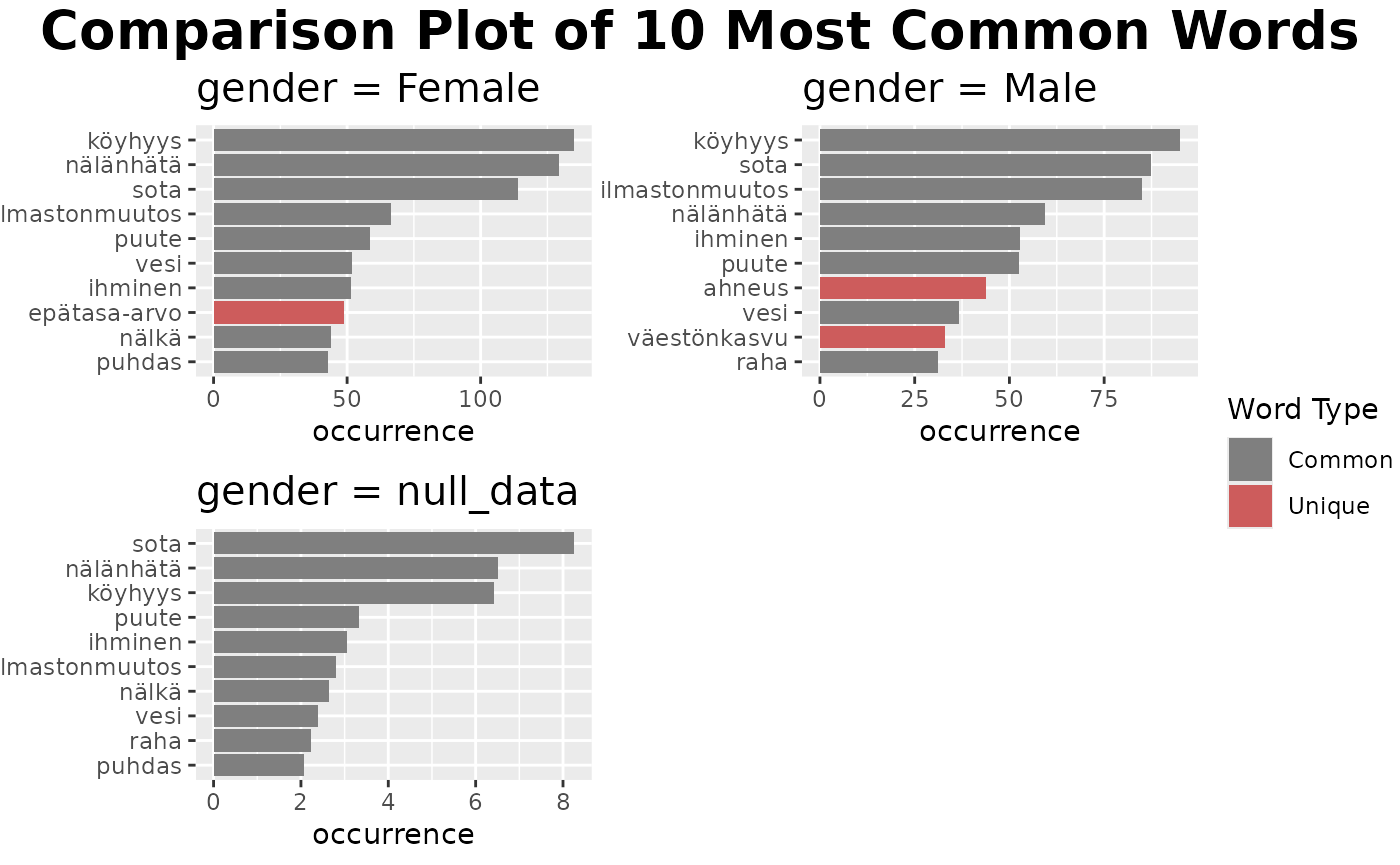 Comparison Plot of 10 Most Common Words
gender = Female
köyhyys
nälänhätä
sota
lmastonmuutos
puute
vesi
ihminen
epätasa-arvo
nälkä
puhdas
0 50 100
occurrence
gender = Male
köyhyys
sota
ilmastonmuutos
nälänhätä
ihminen
puute
ahneus
vesi
väestönkasvu
raha
0 25 50 75
occurrence
Word Type
Common
Unique
gender = null_data
sota
nälänhätä
köyhyys
puute
ihminen
lmastonmuutos
nälkä
vesi
raha
puhdas
0 2 4 6 8
occurrence